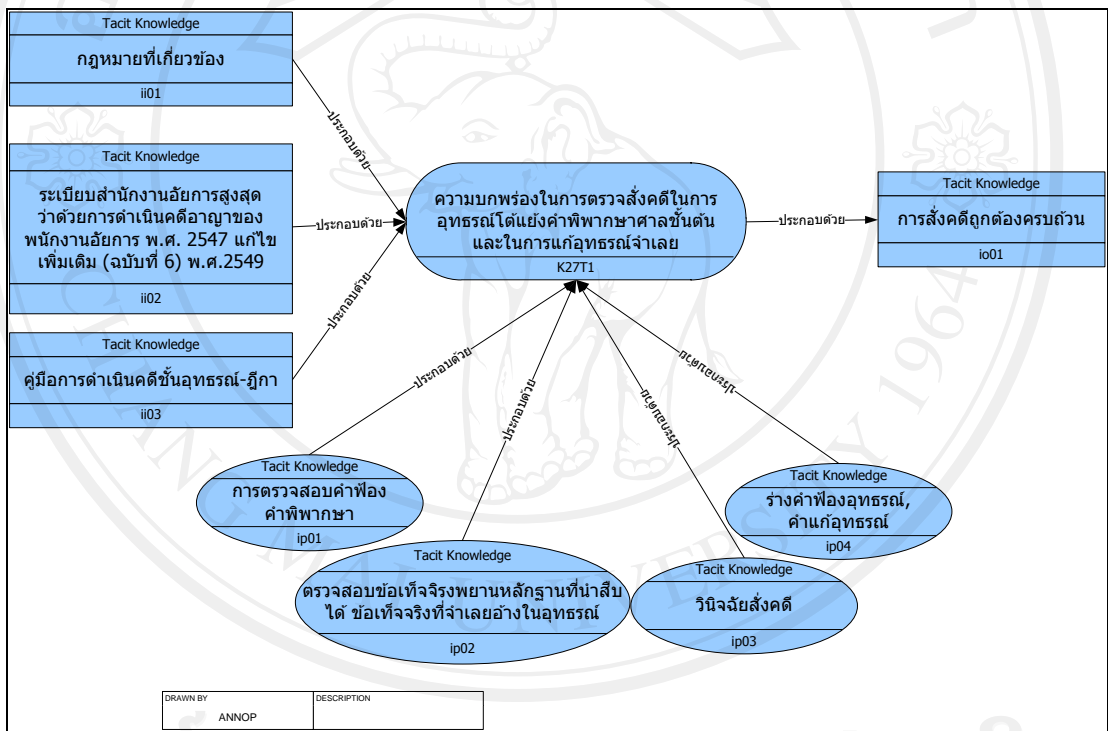 Tacit Knowledge
กฎหมายที่เกี่ยวข้อง
ii01
Tacit Knowledge
ระเบียบสำนักงานอัยการสูงสุด
ว่าด้วยการดำเนินคดีอาญาของ
พนักงานอัยการ พ.ศ. 2547 แก้ไข
เพิ่มเติม (ฉบับที่ 6) พ.ศ.2549
ii02
Tacit Knowledge
คู่มือการดำเนินคดีชั้นอุทธรณ์-ฎีกา
ii03
ประกอบด้วย
ประกอบด้วย
ประกอบด้วย
ความบกพร่องในการตรวจสั่งคดีในการ
อุทธรณ์โต้แย้งคำพิพากษาศาลชั้นต้น
และในการแก้อุทธรณ์จำเลย
K27T1
ประกอบด้วย
Tacit Knowledge
การสั่งคดีถูกต้องครบถ้วน
io01
ประกอบด้วย
ประกอบด้วย
ประกอบด้วย
ประกอบด้วย
Tacit Knowledge
การตรวจสอบคำฟ้อง
คำพิพากษา
ip01
Tacit Knowledge
ตรวจสอบข้อเท็จจริงพยานหลักฐานที่นำสืบ
ได้ ข้อเท็จจริงที่จำเลยอ้างในอุทธรณ์
ip02
Tacit Knowledge
วินิจฉัยสั่งคดี
ip03
Tacit Knowledge
ร่างคำฟ้องอุทธรณ์,
คำแก้อุทธรณ์
ip04
CHIANG MAI UNIVERSITY 1964
DRAWN BY
ANNOP
DESCRIPTION